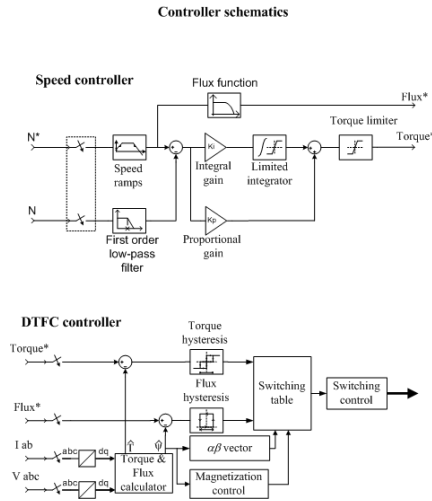 Controller schematics
Speed controller
Flux function
Flux*
N*
Speed
ramps
Ki
Integral
gain
Limited
integrator
Torque limiter
Torque*
N
First order
low-pass
filter
Kp
Proportional
gain
DTFC controller
Torque*
Torque
hysteresis
Flux
hysteresis
Switching
table
Switching
control
Flux*
I ab
abc
dq
V abc
abc
dq
T̂
ψ̂
Torque &
Flux
calculator
αβ vector
Magnetization
control